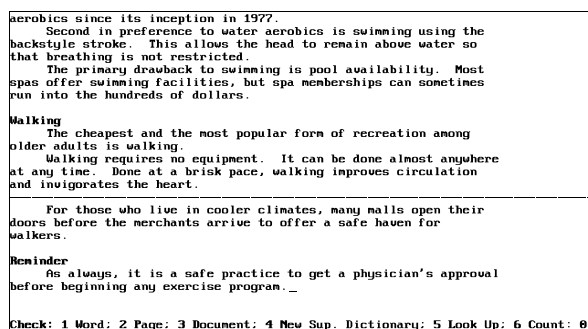 aerobics since its inception in 1977.
Second in preference to water aerobics is swimming using the
backstyle stroke. This allows the head to remain above water so
that breathing is not restricted.
The primary drawback to swimming is pool availability. Most
spas offer swimming facilities, but spa memberships can sometimes
run into the hundreds of dollars.
Walking
The cheapest and the most popular form of recreation among
older adults is walking.
Walking requires no equipment. It can be done almost anywhere
at any time. Done at a brisk pace, walking improves circulation
and invigorates the heart.
For those who live in cooler climates, many malls open their
doors before the merchants arrive to offer a safe haven for
walkers.
Reminder
As always, it is a safe practice to get a physician's approval
before beginning any exercise program._
Check: 1 Word; 2 Page; 3 Document; 4 New Sup. Dictionary; 5 Look Up; 6 Count: 0